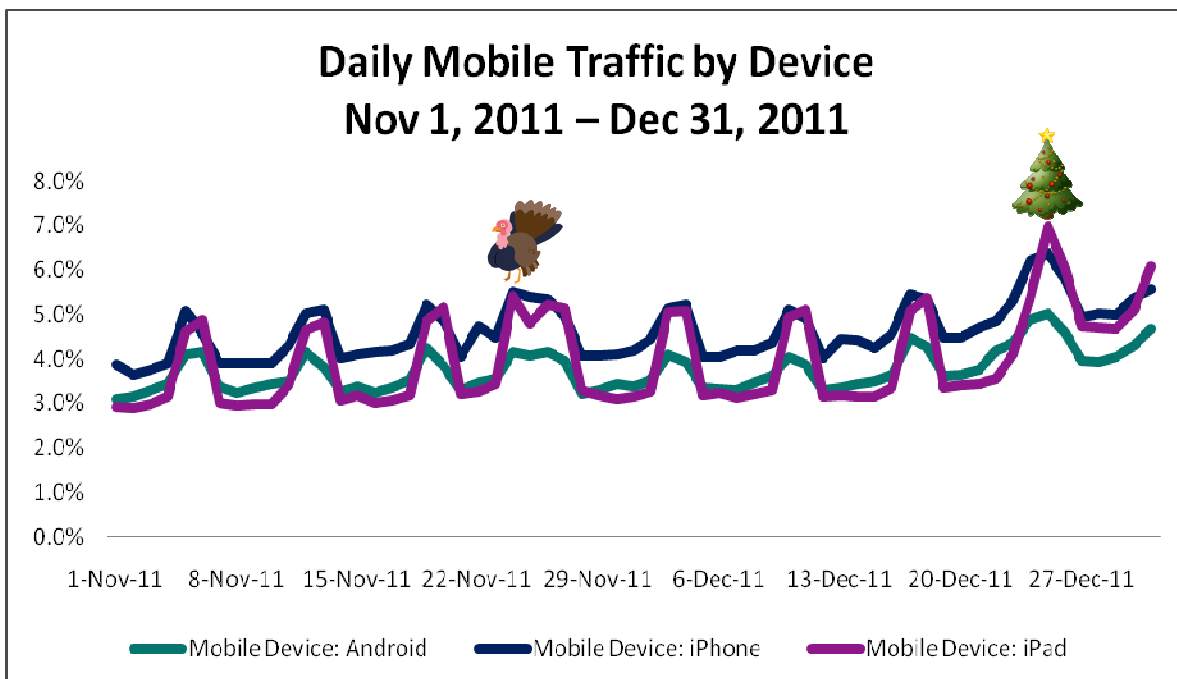 Daily Mobile Traffic by Device
Nov 1, 2011 – Dec 31, 2011
8.0%
7.0%
6.0%
5.0%
4.0%
3.0%
2.0%
1.0%
0.0%
1-Nov-11 8-Nov-11 15-Nov-11 22-Nov-11 29-Nov-11 6-Dec-11 13-Dec-11 20-Dec-11 27-Dec-11
Mobile Device: Android Mobile Device: iPhone Mobile Device: iPad